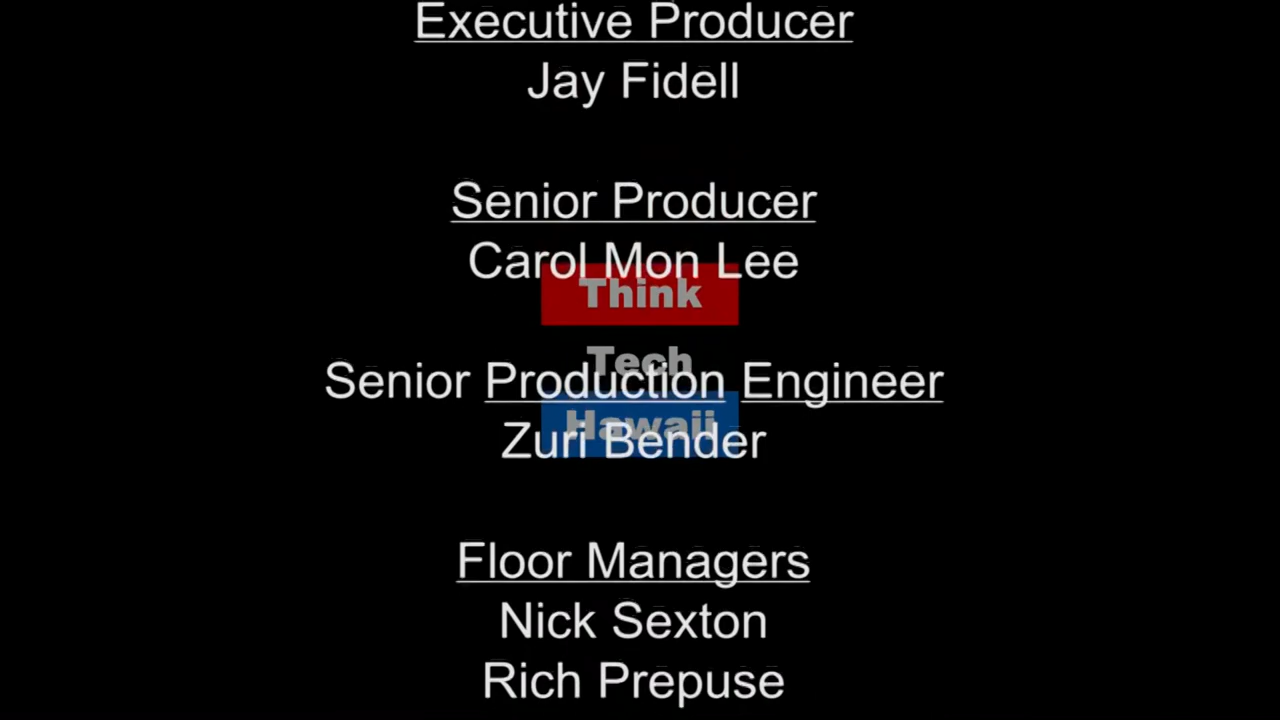 Executive Producer
Jay Fidell
Senior Producer
Carol Mon Lee
Think
Tech
Senior Production Engineer
Hawaii
Zuri Bender
Floor Managers
Nick Sexton
Rich Prepuse